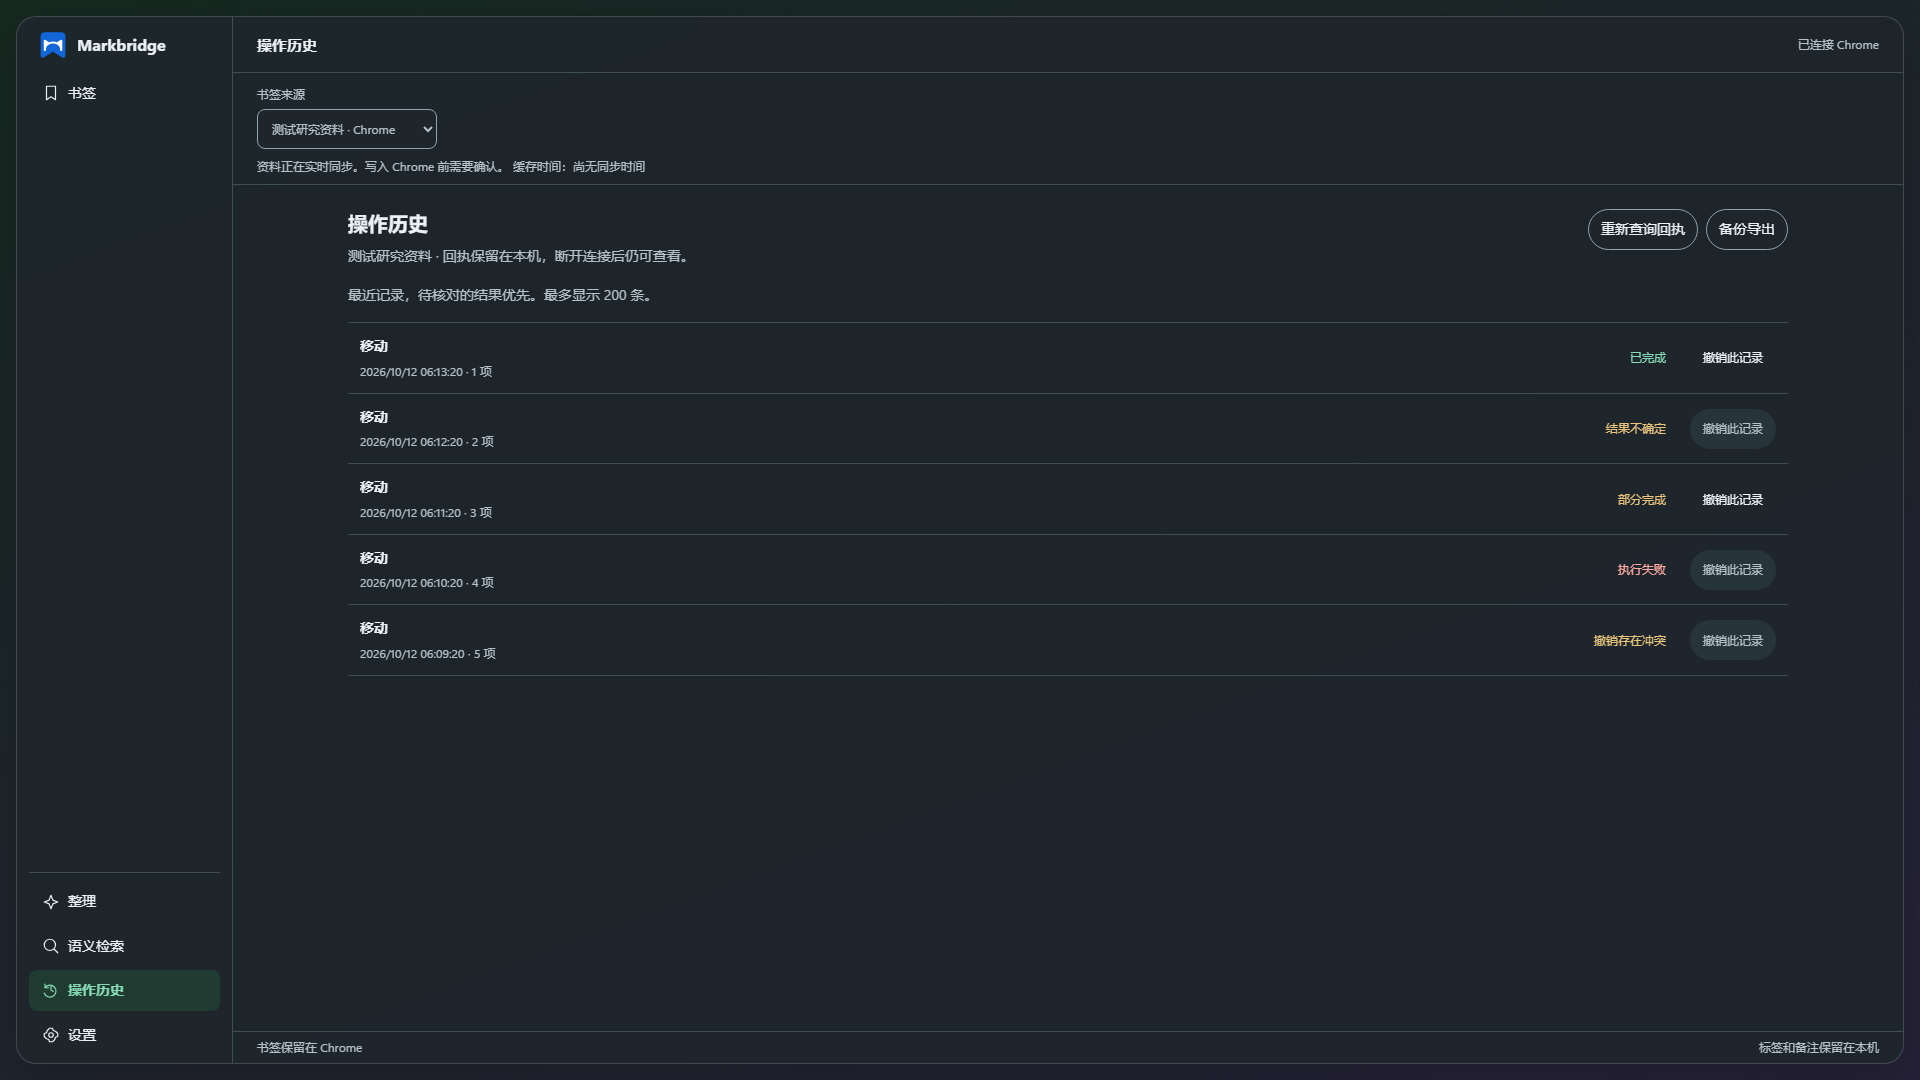 Markbridge
书签
整理
语义检索
操作历史
设置
操作历史
已连接 Chrome
书签来源
测试研究资料 · Chrome
资料正在实时同步。写入 Chrome 前需要确认。 缓存时间：尚无同步时间
操作历史
重新查询回执
备份导出
测试研究资料 · 回执保留在本机，断开连接后仍可查看。
最近记录，待核对的结果优先。最多显示 200 条。
移动
2026/10/12 06:13:20 · 1 项
已完成
撤销此记录
移动
2026/10/12 06:12:20 · 2 项
结果不确定
撤销此记录
移动
2026/10/12 06:11:20 · 3 项
部分完成
撤销此记录
移动
2026/10/12 06:10:20 · 4 项
执行失败
撤销此记录
移动
2026/10/12 06:09:20 · 5 项
撤销存在冲突
撤销此记录
书签保留在 Chrome
标签和备注保留在本机